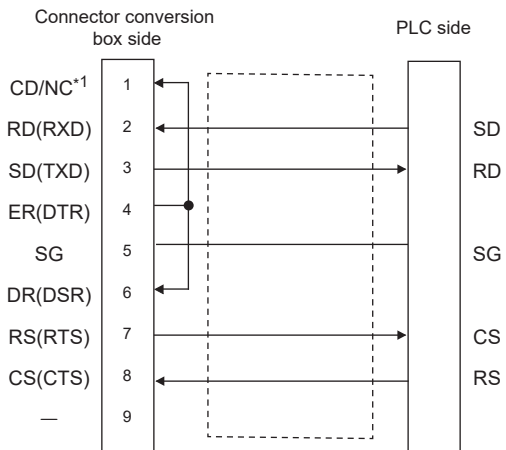 Connector conversion
box side
PLC side
CD/NC*1 1
RD(RXD) 2 SD
SD(TXD) 3 RD
ER(DTR) 4
SG 5 SG
DR(DSR) 6
RS(RTS) 7 CS
CS(CTS) 8 RS
— 9